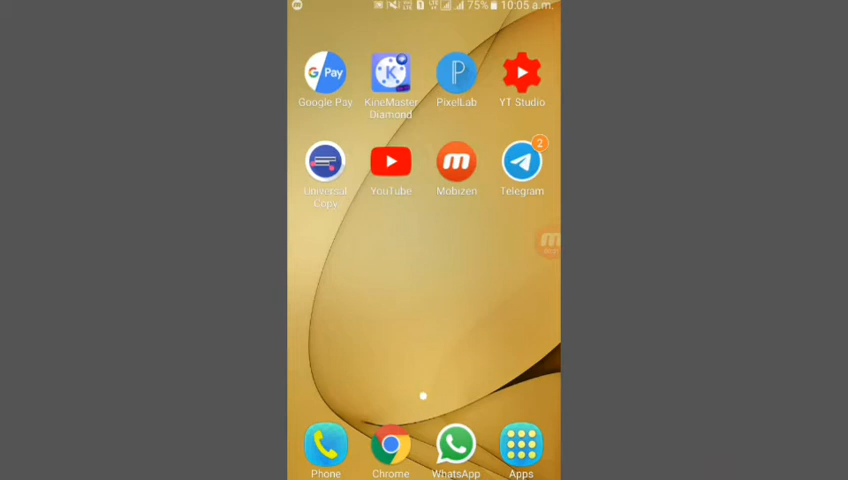 75% 10:05 a.m.
G Pay
K
P
Google Pay
KineMaster
Diamond
PixelLab
YT Studio
2
m
Universal
Copy
YouTube
Mobizen
Telegram
m
Phone
Chrome
WhatsApp
Apps